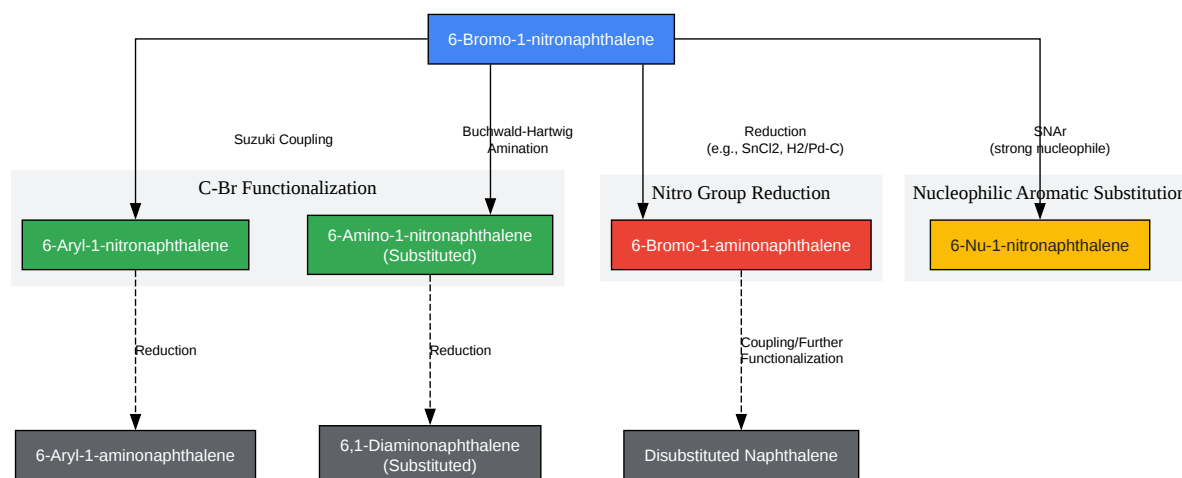 6-Bromo-1-nitronaphthalene
Suzuki Coupling
Buchwald-Hartwig
Amination
Reduction
(e.g., SnCl2, H2/Pd-C)
SNAr
(strong nucleophile)
C-Br Functionalization
Nitro Group Reduction
Nucleophilic Aromatic Substitution
6-Aryl-1-nitronaphthalene
6-Amino-1-nitronaphthalene
(Substituted)
6-Bromo-1-aminonaphthalene
6-Nu-1-nitronaphthalene
Reduction
Reduction
Coupling/Further
Functionalization
6-Aryl-1-aminonaphthalene
6,1-Diaminonaphthalene
(Substituted)
Disubstituted Naphthalene